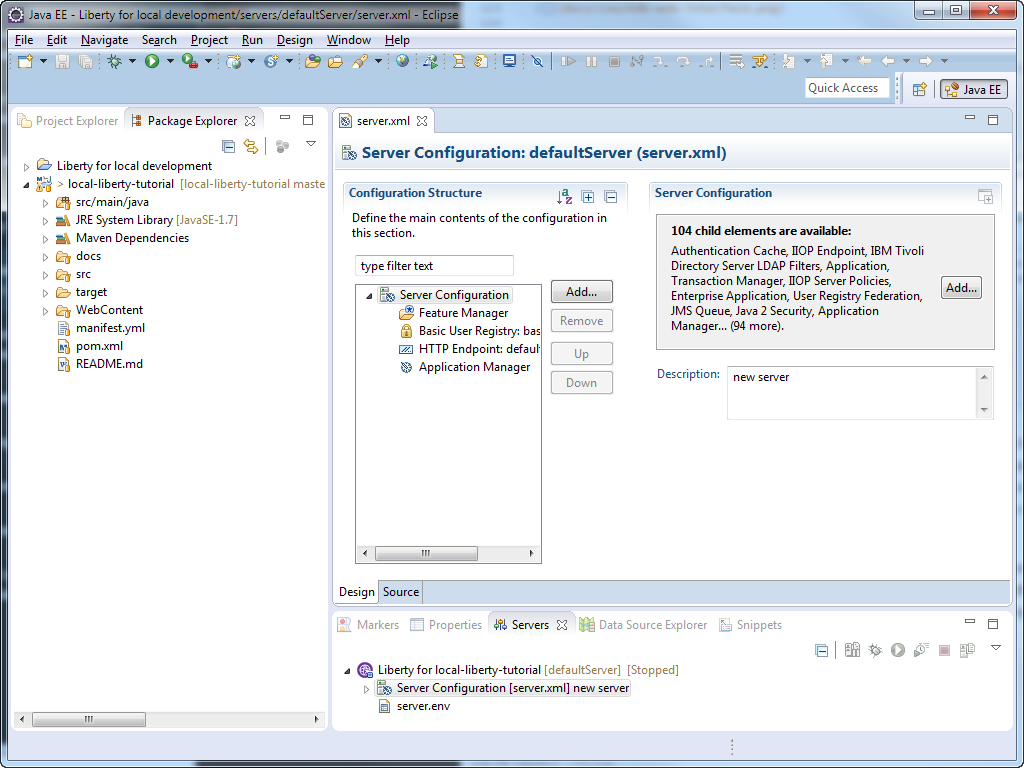 Java EE - Liberty for local development/servers/defaultServer/server.xml - Eclipse
File Edit Navigate Search Project Run Design Window Help
Quick Access
Java EE
Project Explorer
Package Explorer
Liberty for local development
> local-liberty-tutorial [local-liberty-tutorial maste
src/main/java
JRE System Library [JavaSE-1.7]
Maven Dependencies
docs
src
target
WebContent
manifest.yml
pom.xml
README.md
server.xml
Server Configuration: defaultServer (server.xml)
Configuration Structure
Define the main contents of the configuration in
this section.
type filter text
Server Configuration
Feature Manager
Basic User Registry: bas
HTTP Endpoint: defaul
Application Manager
Add...
Remove
Up
Down
Server Configuration
104 child elements are available:
Authentication Cache, IIOP Endpoint, IBM Tivoli
Directory Server LDAP Filters, Application,
Transaction Manager, IIOP Server Policies,
Enterprise Application, User Registry Federation,
JMS Queue, Java 2 Security, Application
Manager... (94 more).
Add...
Description:
new server
Design Source
Markers Properties Servers Data Source Explorer Snippets
Liberty for local-liberty-tutorial [defaultServer] [Stopped]
Server Configuration [server.xml] new server
server.env